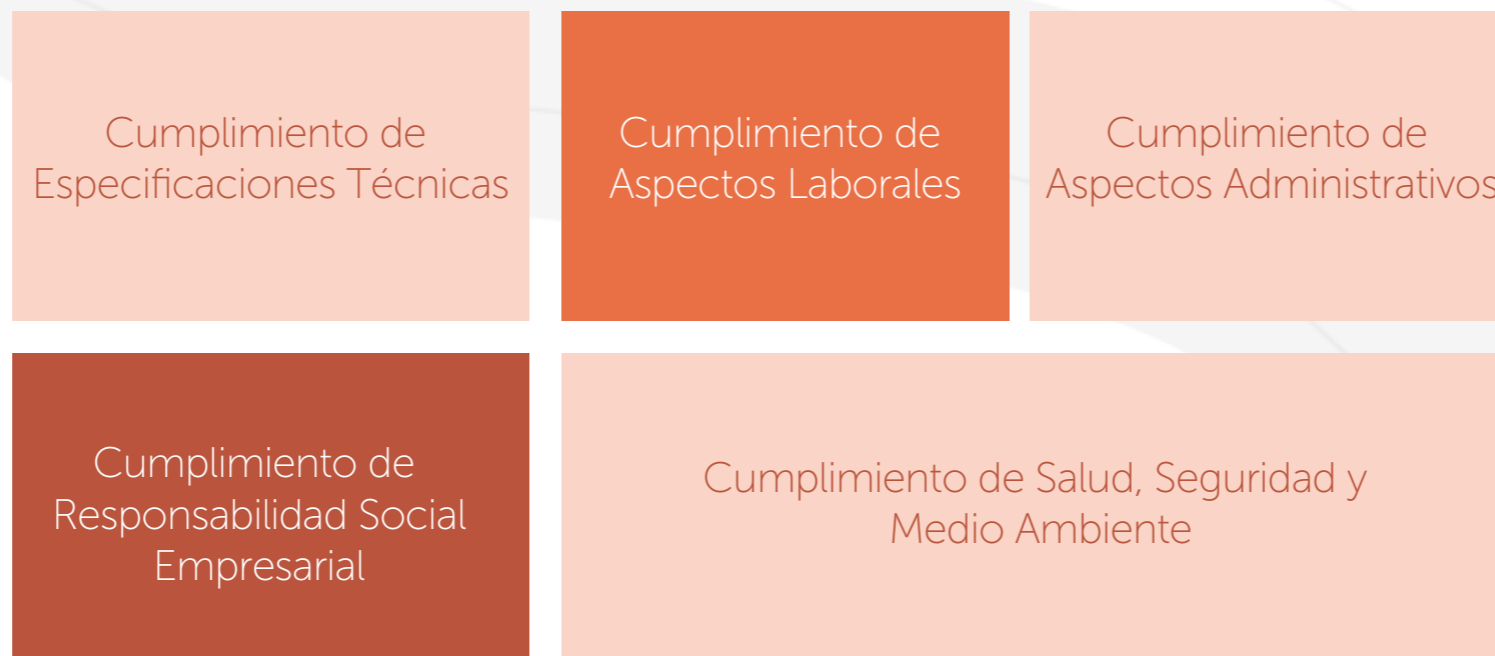 Cumplimiento de
Especificaciones Técnicas
Cumplimiento de
Aspectos Laborales
Cumplimiento de
Aspectos Administrativos
Cumplimiento de
Responsabilidad Social
Empresarial
Cumplimiento de Salud, Seguridad y
Medio Ambiente